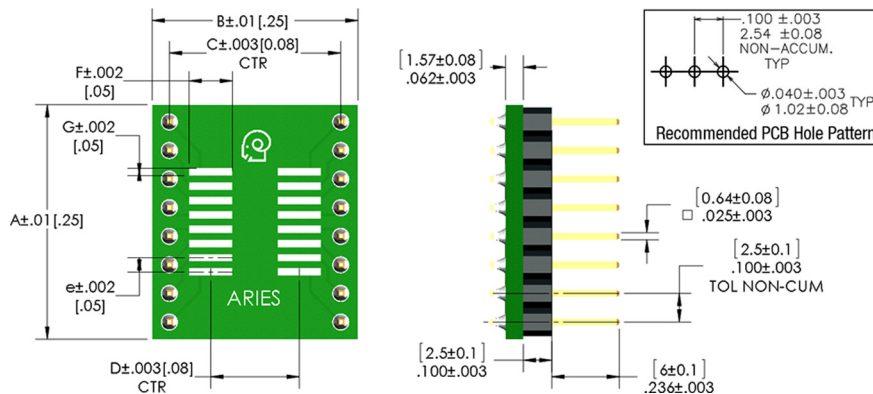 B±.01[.25]
C±.003[0.08]
CTR
F±.002
[.05]
G±.002
[.05]
A±.01[.25]
e±.002
[.05]
ARIES
D±.003[.08]
CTR
[1.57±0.08]
.062±.003
[0.64±0.08]
□ .025±.003
[2.5±0.1]
.100±.003
TOL NON-CUM
[2.5±0.1]
.100±.003
[6±0.1]
.236±.003
.100 ±.003
2.54 ±0.08
NON-ACCUM.
TYP
Ø.040±.003
Ø1.02±0.08 TYP
Recommended PCB Hole Pattern